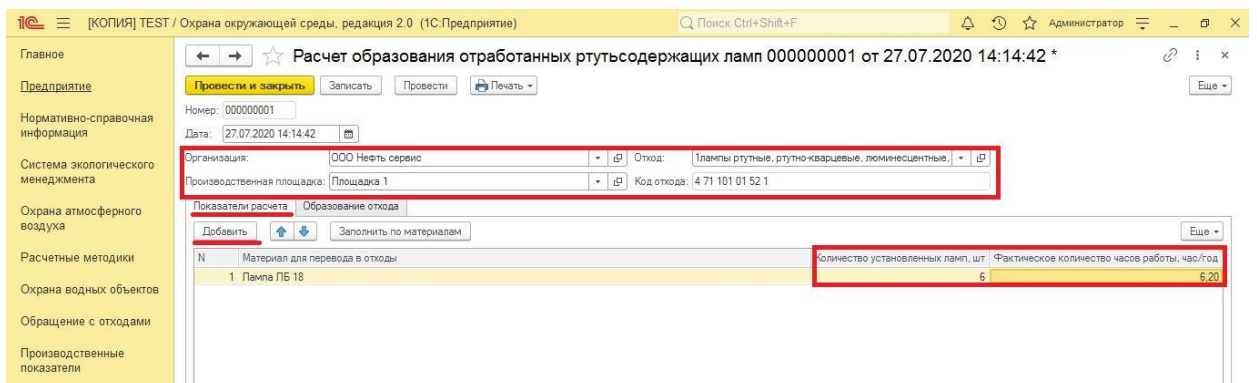 [КОПИЯ] TEST / Охрана окружающей среды, редакция 2.0 (1С:Предприятие)
Поиск Ctrl+Shift+F
Администратор
Главное
Предприятие
Нормативно-справочная
информация
Система экологического
менеджмента
Охрана атмосферного
воздуха
Расчетные методики
Охрана водных объектов
Обращение с отходами
Производственные
показатели
Расчет образования отработанных ртутьсодержащих ламп 000000001 от 27.07.2020 14:14:42 *
Провести и закрыть Записать Провести Печать Еще
Номер: 000000001
Дата: 27.07.2020 14:14:42
Организация: ООО Нефть сервис Отход: 1лампы ртутные, ртутно-кварцевые, люминесцентные,
Производственная площадка: Площадка 1 Код отхода: 4 71 101 01 52 1
Показатели расчета Образование отхода
Добавить Заполнить по материалам Еще
N Материал для перевода в отходы Количество установленных ламп, шт Фактическое количество часов работы, час/год
1 Лампа ЛБ 18 6 6,20